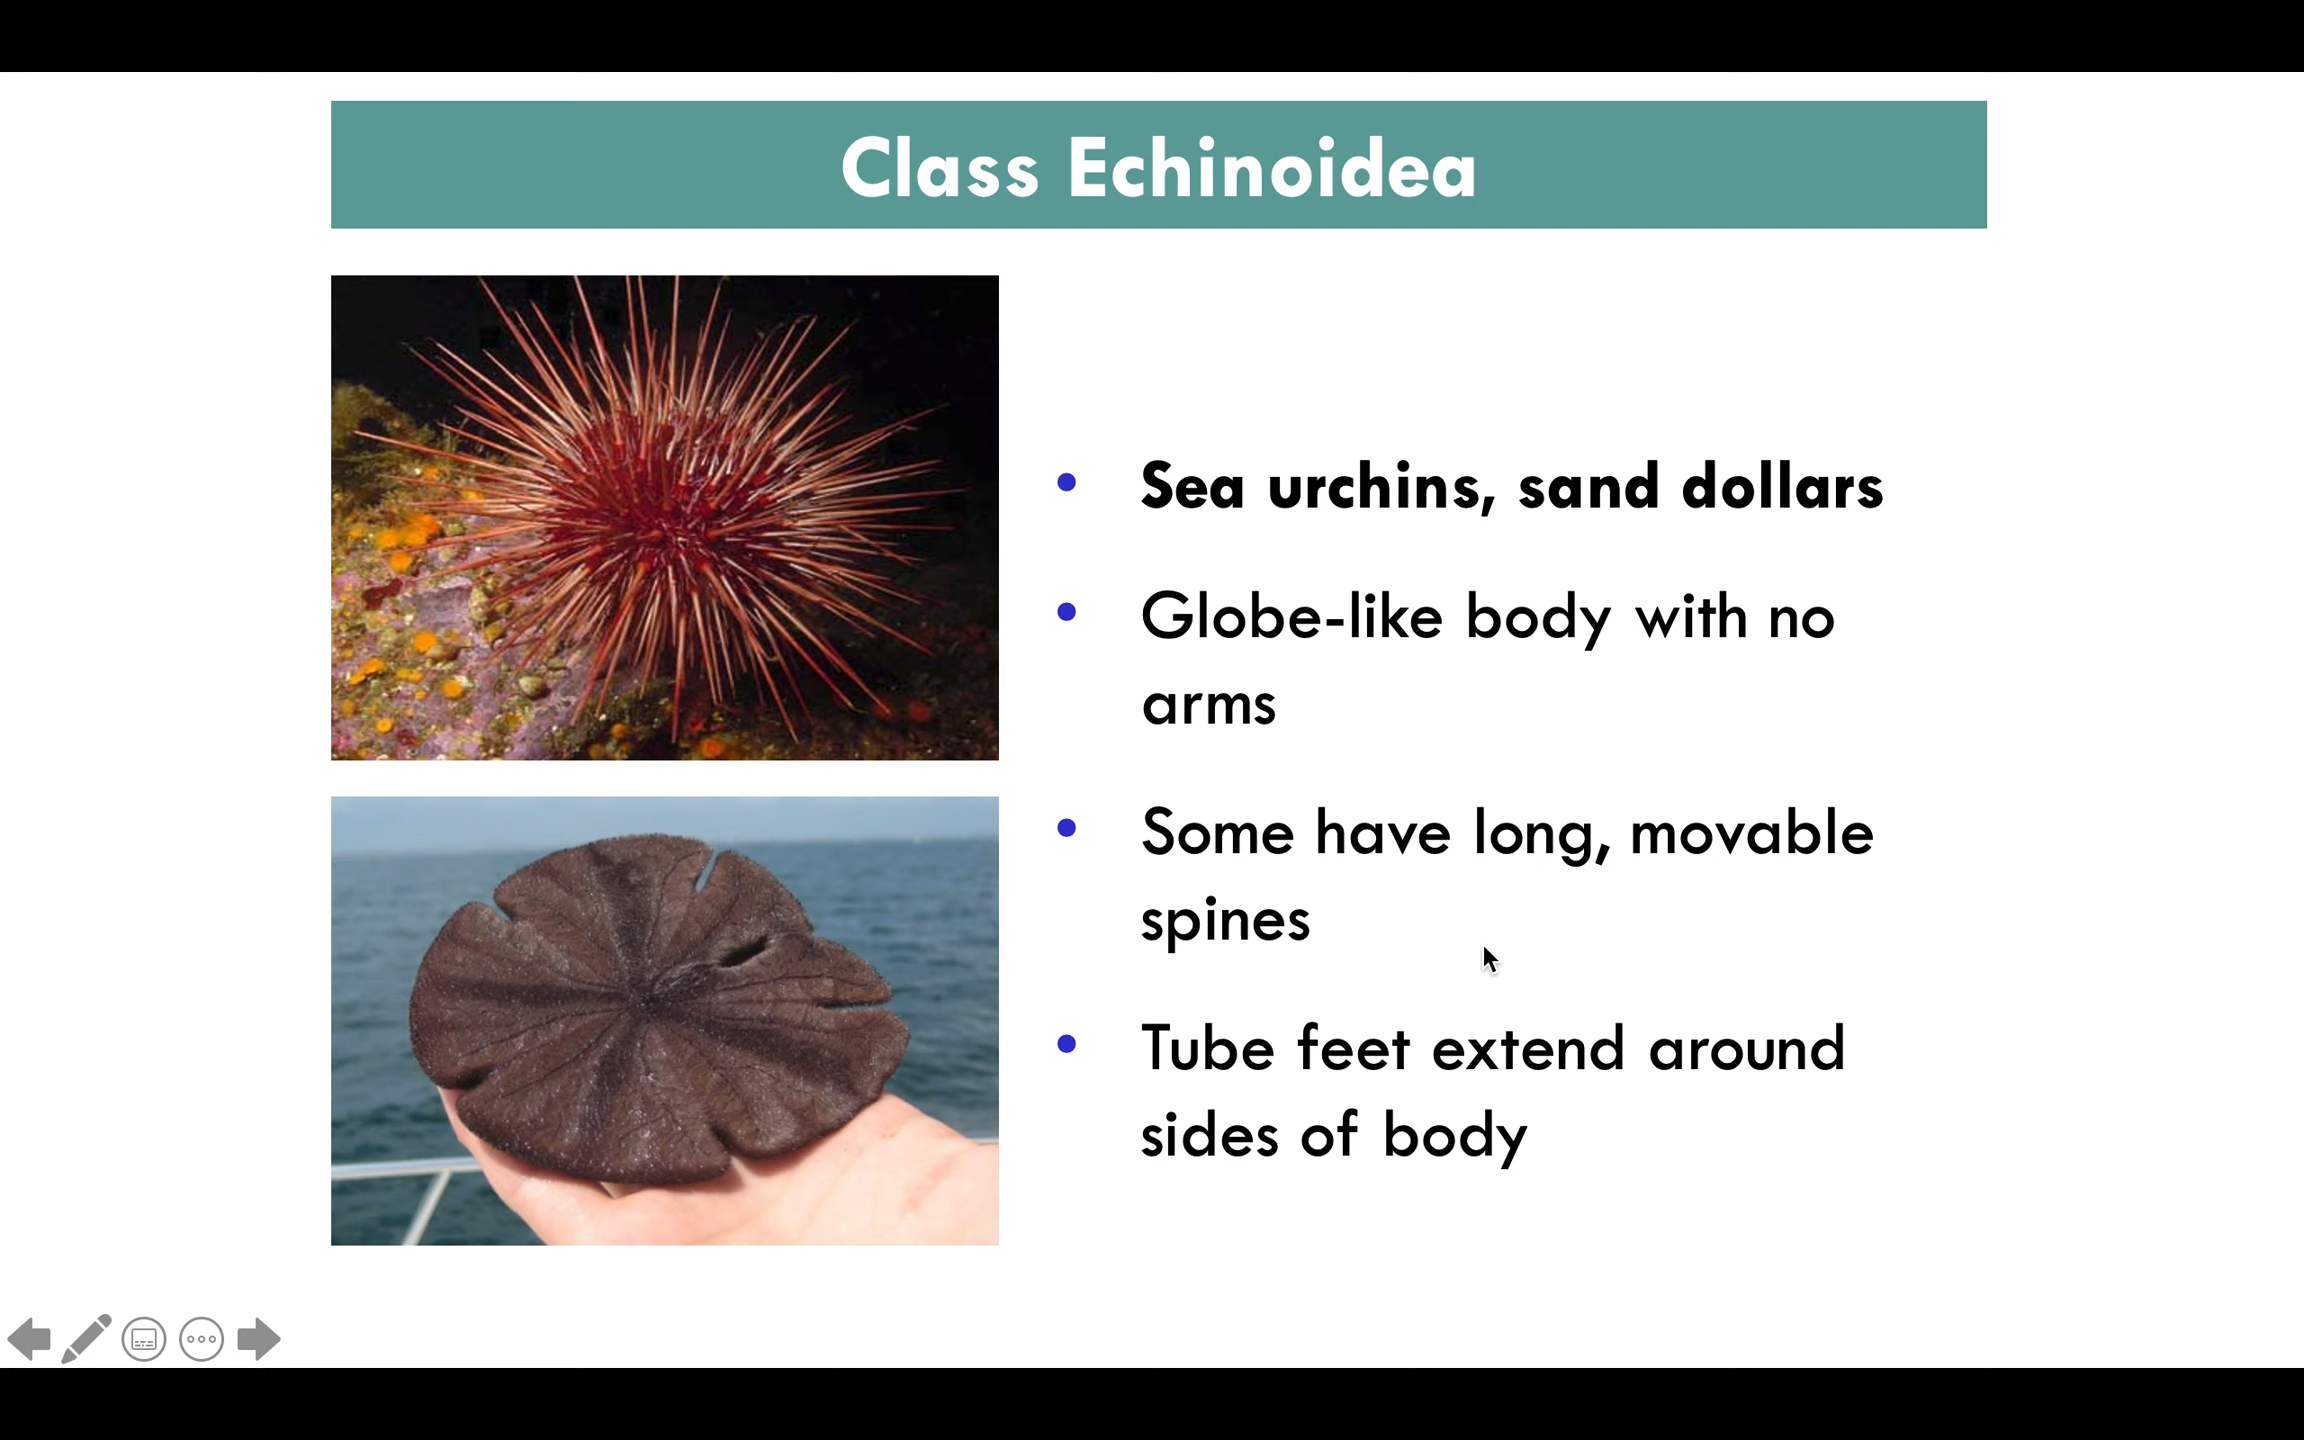 Class Echinoidea
Sea urchins, sand dollars
Globe-like body with no
arms
Some have long, movable
spines
Tube feet extend around
sides of body